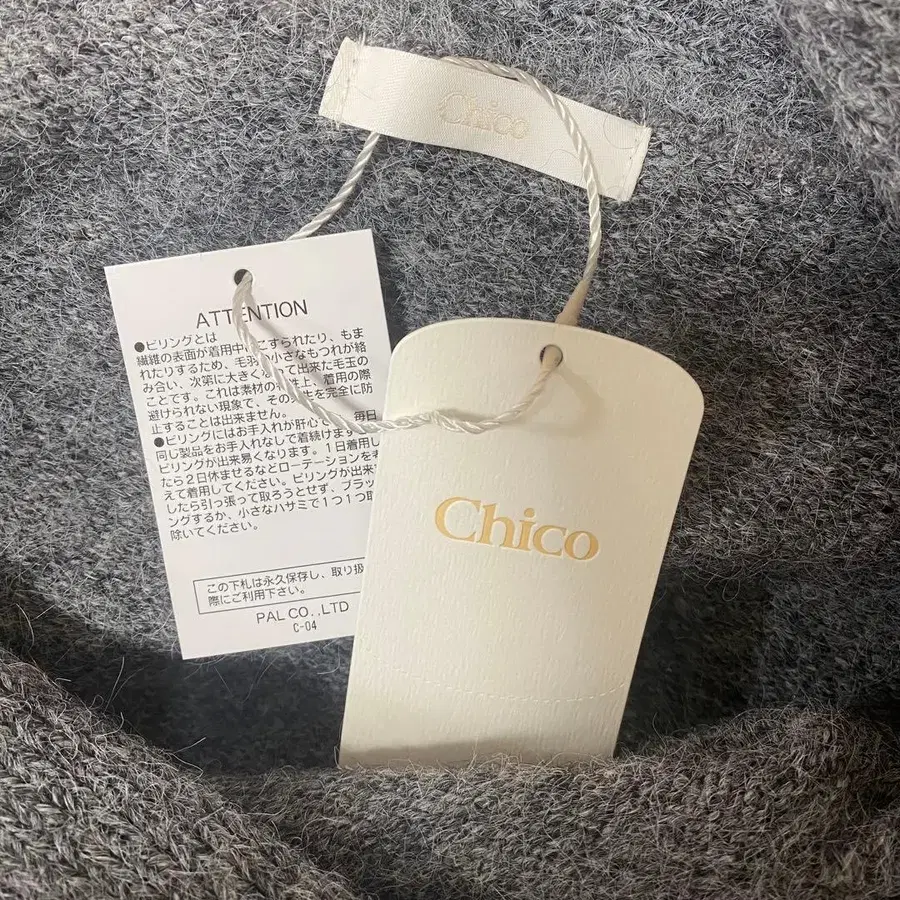 Chico
ATTENTION
●ピリングとは
繊維の表面が着用中にこすられたり、もま
れたりするため、毛羽や小さなもつれが絡
み合い、次第に大きくなって出来た毛玉の
ことです。これは素材の特性上、着用の際
避けられない現象で、その発生を完全に防
止することは出来ません。
●ピリングにはお手入れが肝心です。毎日
同じ製品をお手入れなしで着続けます
ピリングが出来易くなります。1日着用し
たら2日休ませるなどローテーションを考
えて着用してください。ピリングが出来
したら引っ張って取ろうとせず、ブラッ
ングするか、小さなハサミで1つ1つ取
除いてください。
この下札は永久保存し、取り扱
際にご利用下さい。
PAL CO.,LTD
C-04
Chico